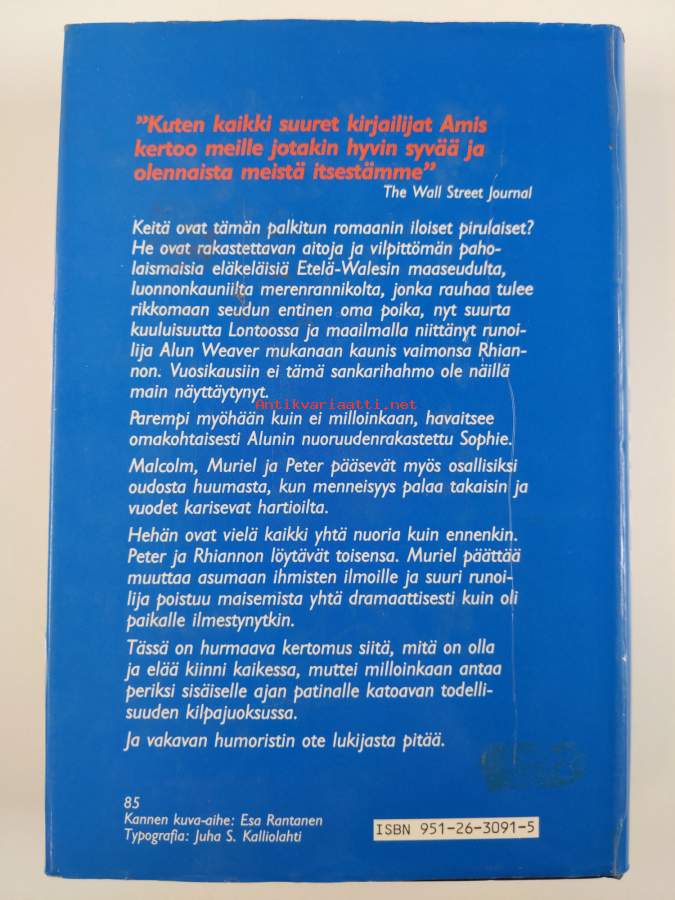 ”Kuten kaikki suuret kirjailijat Amis
kertoo meille jotakin hyvin syvää ja
olennaista meistä itsestämme”
The Wall Street Journal
Keitä ovat tämän palkitun romaanin iloiset pirulaiset?
He ovat rakastettavan aitoja ja vilpittömän paho-
laismaisia eläkeläisiä Etelä-Walesin maaseudulta,
luonnonkauniilta merenrannikolta, jonka rauhaa tulee
rikkomaan seudun entinen oma poika, nyt suurta
kuuluisuutta Lontoossa ja maailmalla niittänyt runoi-
lija Alun Weaver mukanaan kaunis vaimonsa Rhian-
non. Vuosikausiin ei tämä sankarihahmo ole näillä
main näyttäytynyt.
Antikvariaatti.net
Parempi myöhään kuin ei milloinkaan, havaitsee
omakohtaisesti Alunin nuoruudenrakastettu Sophie.
Malcolm, Muriel ja Peter pääsevät myös osallisiksi
oudosta huumasta, kun menneisyys palaa takaisin ja
vuodet karisevat hartioilta.
Hehän ovat vielä kaikki yhtä nuoria kuin ennenkin.
Peter ja Rhiannon löytävät toisensa. Muriel päättää
muuttaa asumaan ihmisten ilmoille ja suuri runoi-
lija poistuu maisemista yhtä dramaattisesti kuin oli
paikalle ilmestynytkin.
Tässä on hurmaava kertomus siitä, mitä on olla
ja elää kiinni kaikessa, muttei milloinkaan antaa
periksi sisäiselle ajan patinalle katoavan todelli-
suuden kilpajuoksussa.
Ja vakavan humoristin ote lukijasta pitää.
85
Kannen kuva-aihe: Esa Rantanen
Typografia: Juha S. Kalliolahti
ISBN 951-26-3091-5